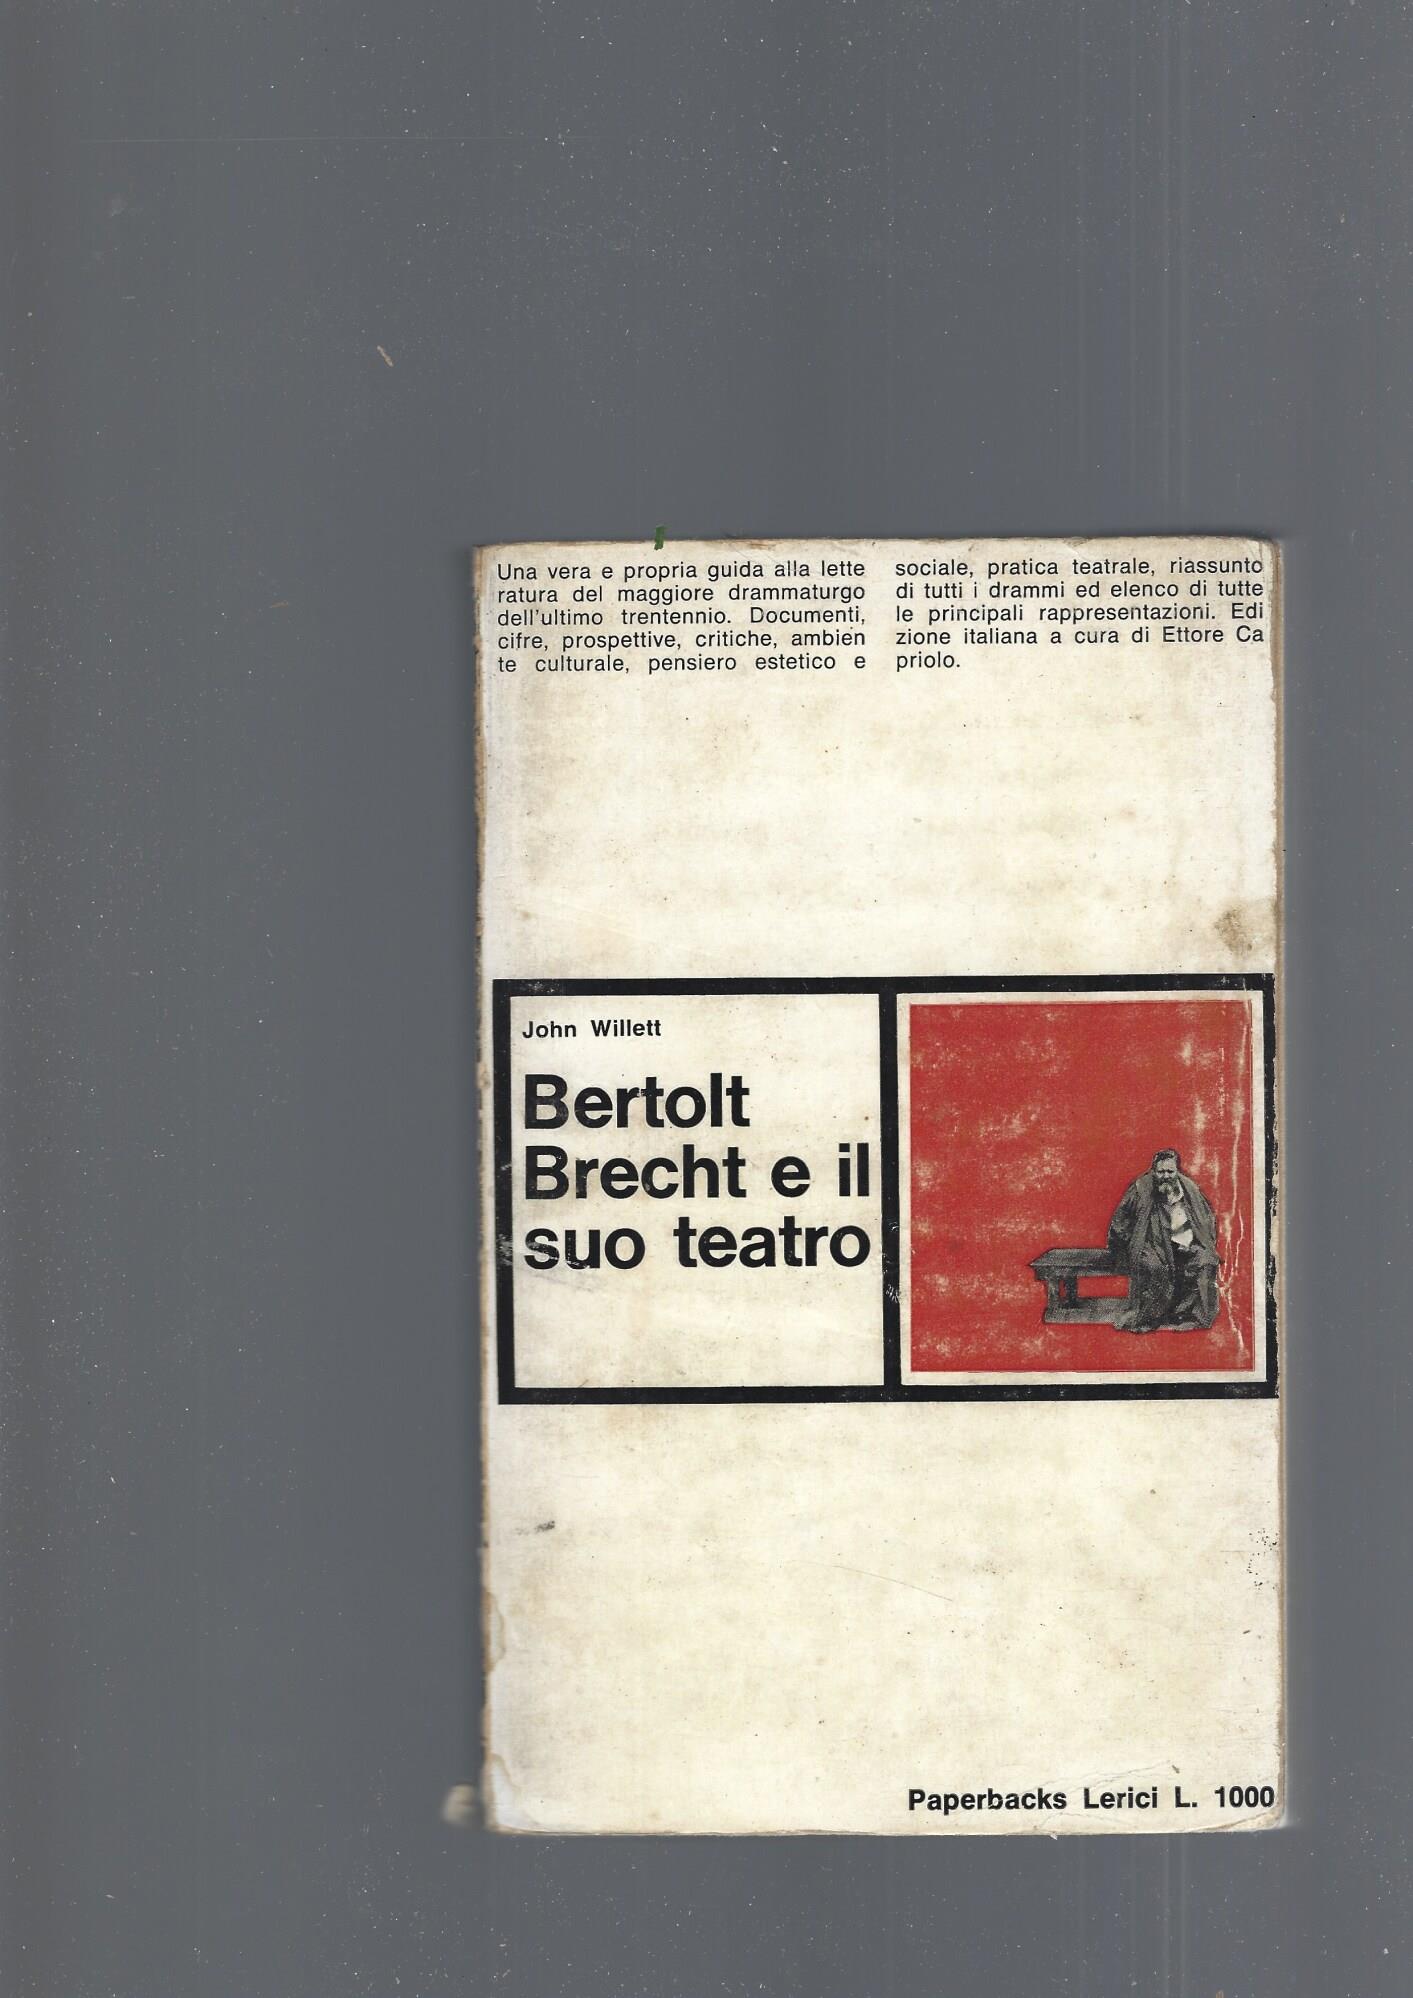 Una vera e propria guida alla lette
ratura del maggiore drammaturgo
dell'ultimo trentennio. Documenti,
cifre, prospettive, critiche, ambien
te culturale, pensiero estetico e
sociale, pratica teatrale, riassunto
di tutti i drammi ed elenco di tutte
le principali rappresentazioni. Edi
zione italiana a cura di Ettore Ca
priolo.
John Willett
Bertolt
Brecht e il
suo teatro
Paperbacks Lerici L. 1000